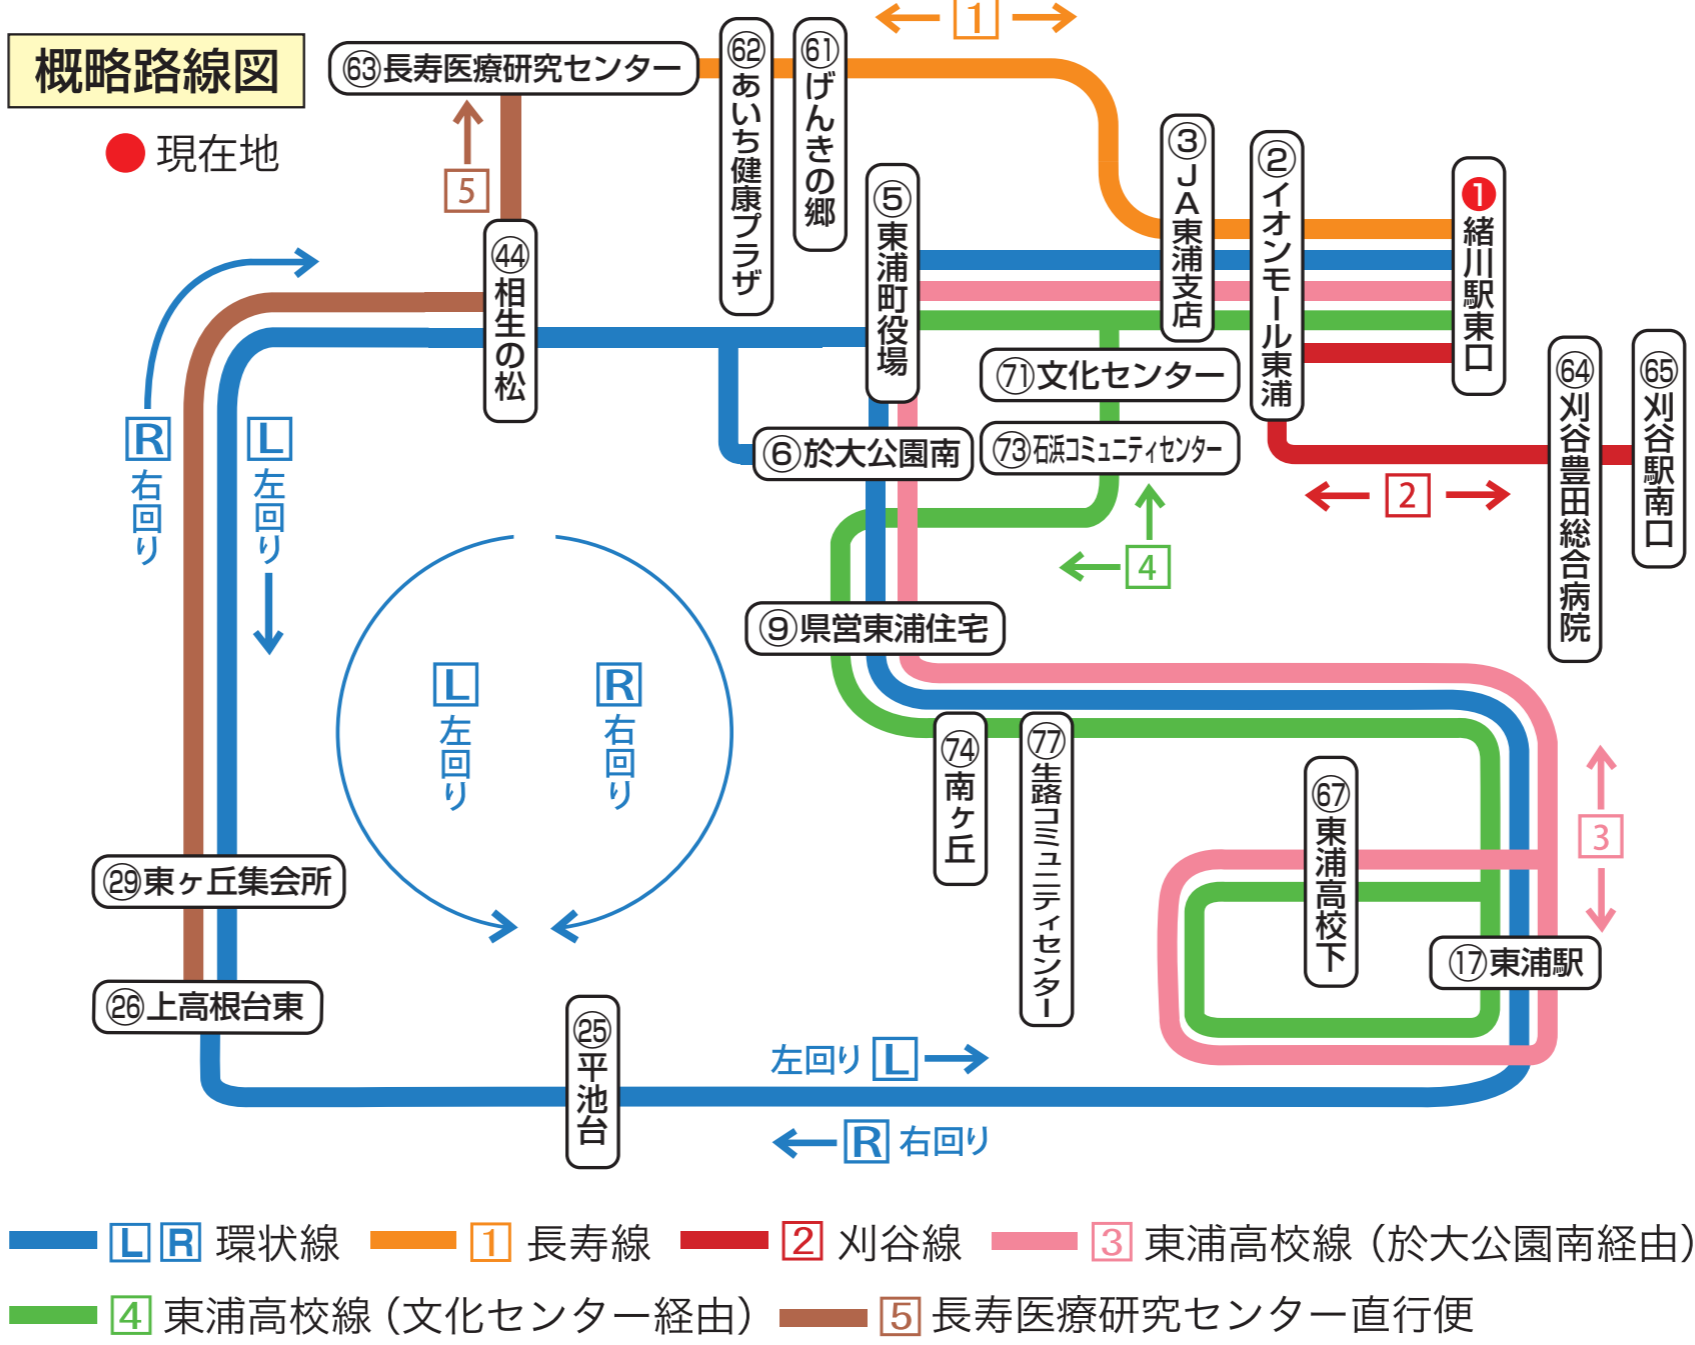 概略路線図
現在地
1
㊿+13長寿医療研究センター
62あいち健康プラザ
61げんきの郷
③JA東浦支店
②イオンモール東浦
❶緒川駅東口
⑤東浦町役場
5
㊹相生の松
71文化センター
64刈谷豊田総合病院
65刈谷駅南口
R
右回り
L
左回り
⑥於大公園南
73石浜コミュニティセンター
2
4
⑨県営東浦住宅
L
左回り
R
右回り
74南ヶ丘
77生路コミュニティセンター
67東浦高校下
3
㉙東ヶ丘集会所
⑰東浦駅
㉖上高根台東
㉕平池台
左回り L
R 右回り
L R 環状線 1 長寿線 2 刈谷線 3 東浦高校線（於大公園南経由）
4 東浦高校線（文化センター経由） 5 長寿医療研究センター直行便